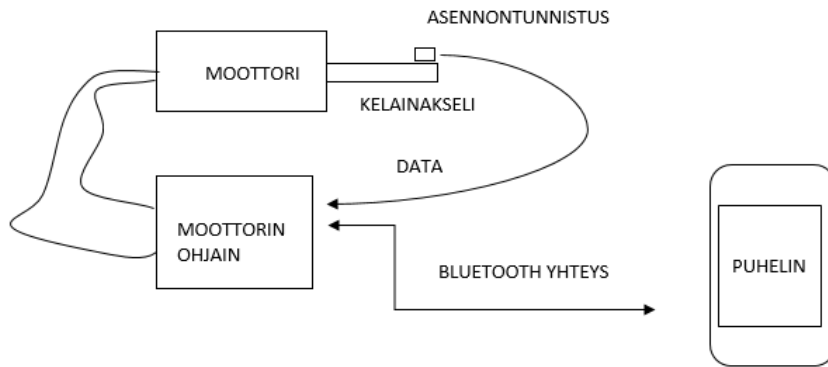 ASENNONTUNNISTUS
MOOTTORI
KELAINAKSELI
DATA
MOOTTORIN
OHJAIN
BLUETOOTH YHTEYS
PUHELIN